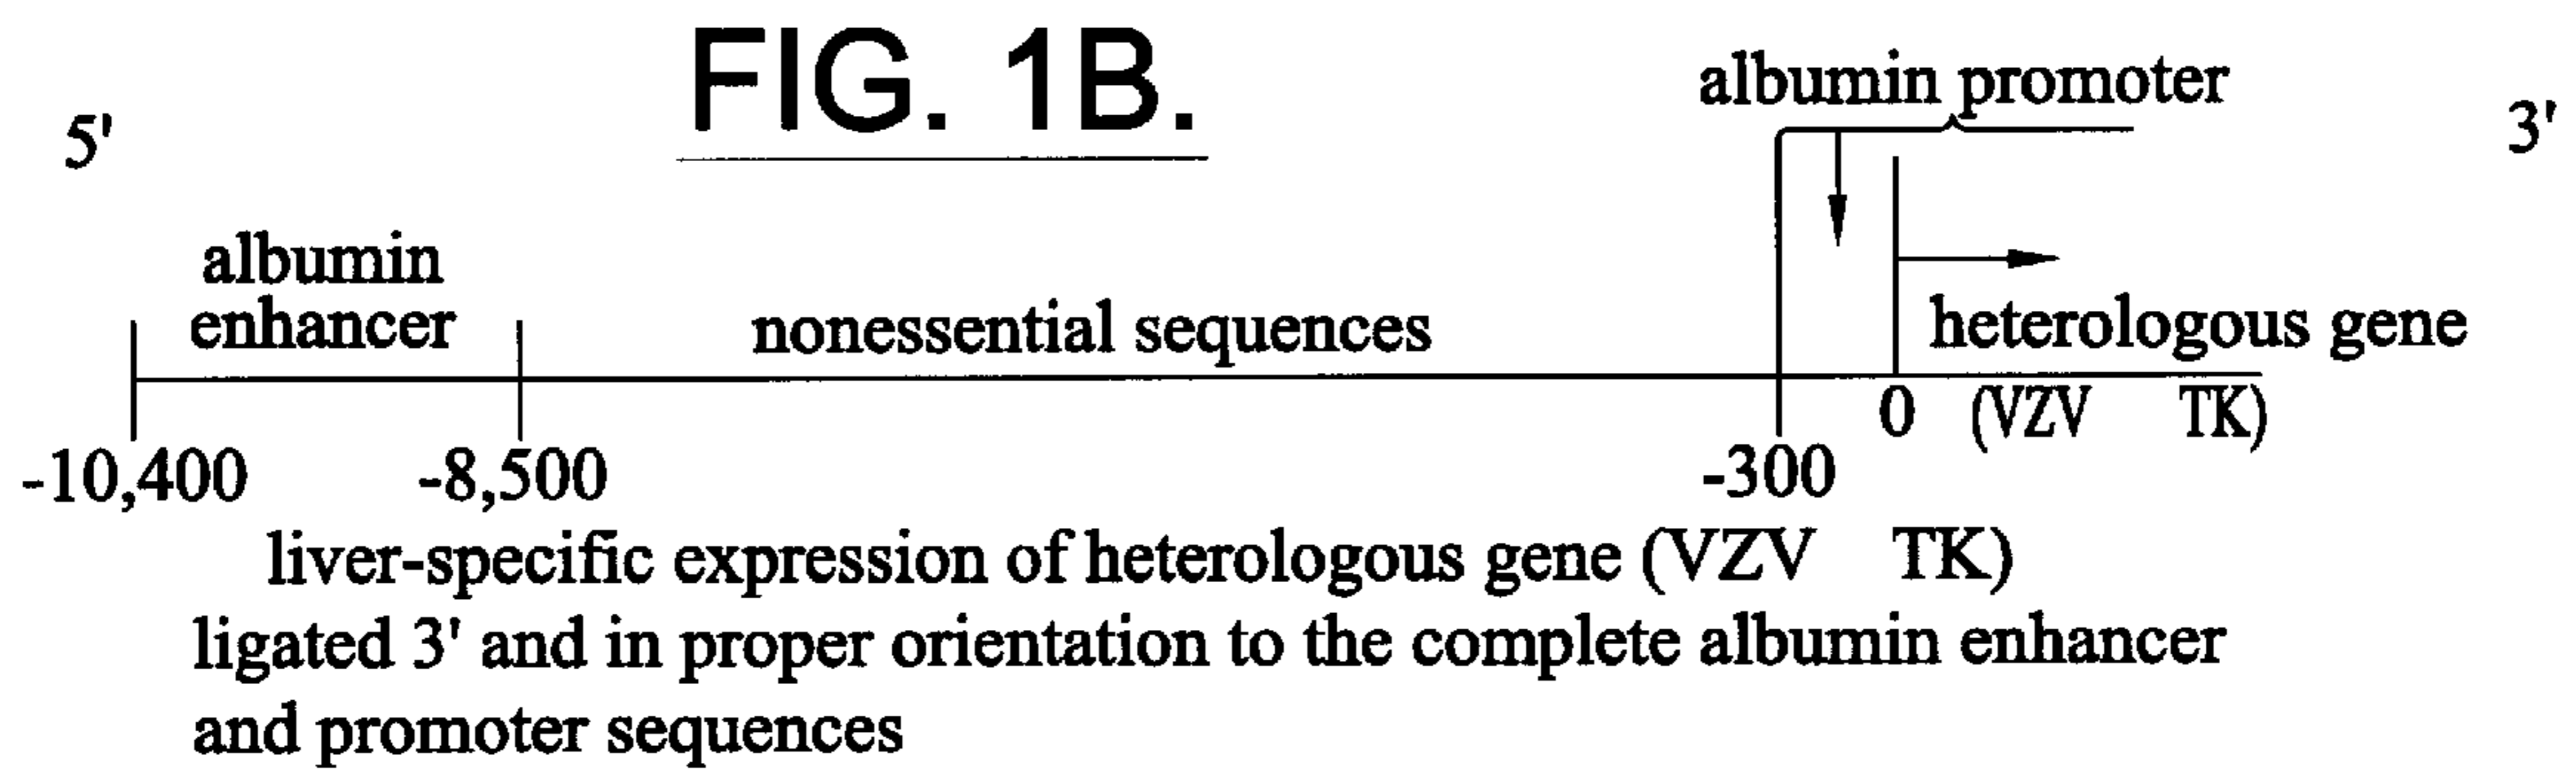 FIG. 1B.
albumin promoter
5'
3'
albumin
enhancer
nonessential sequences
heterologous gene
0 (VZV TK)
-10,400 -8,500 -300
liver-specific expression of heterologous gene (VZV TK)
ligated 3' and in proper orientation to the complete albumin enhancer
and promoter sequences